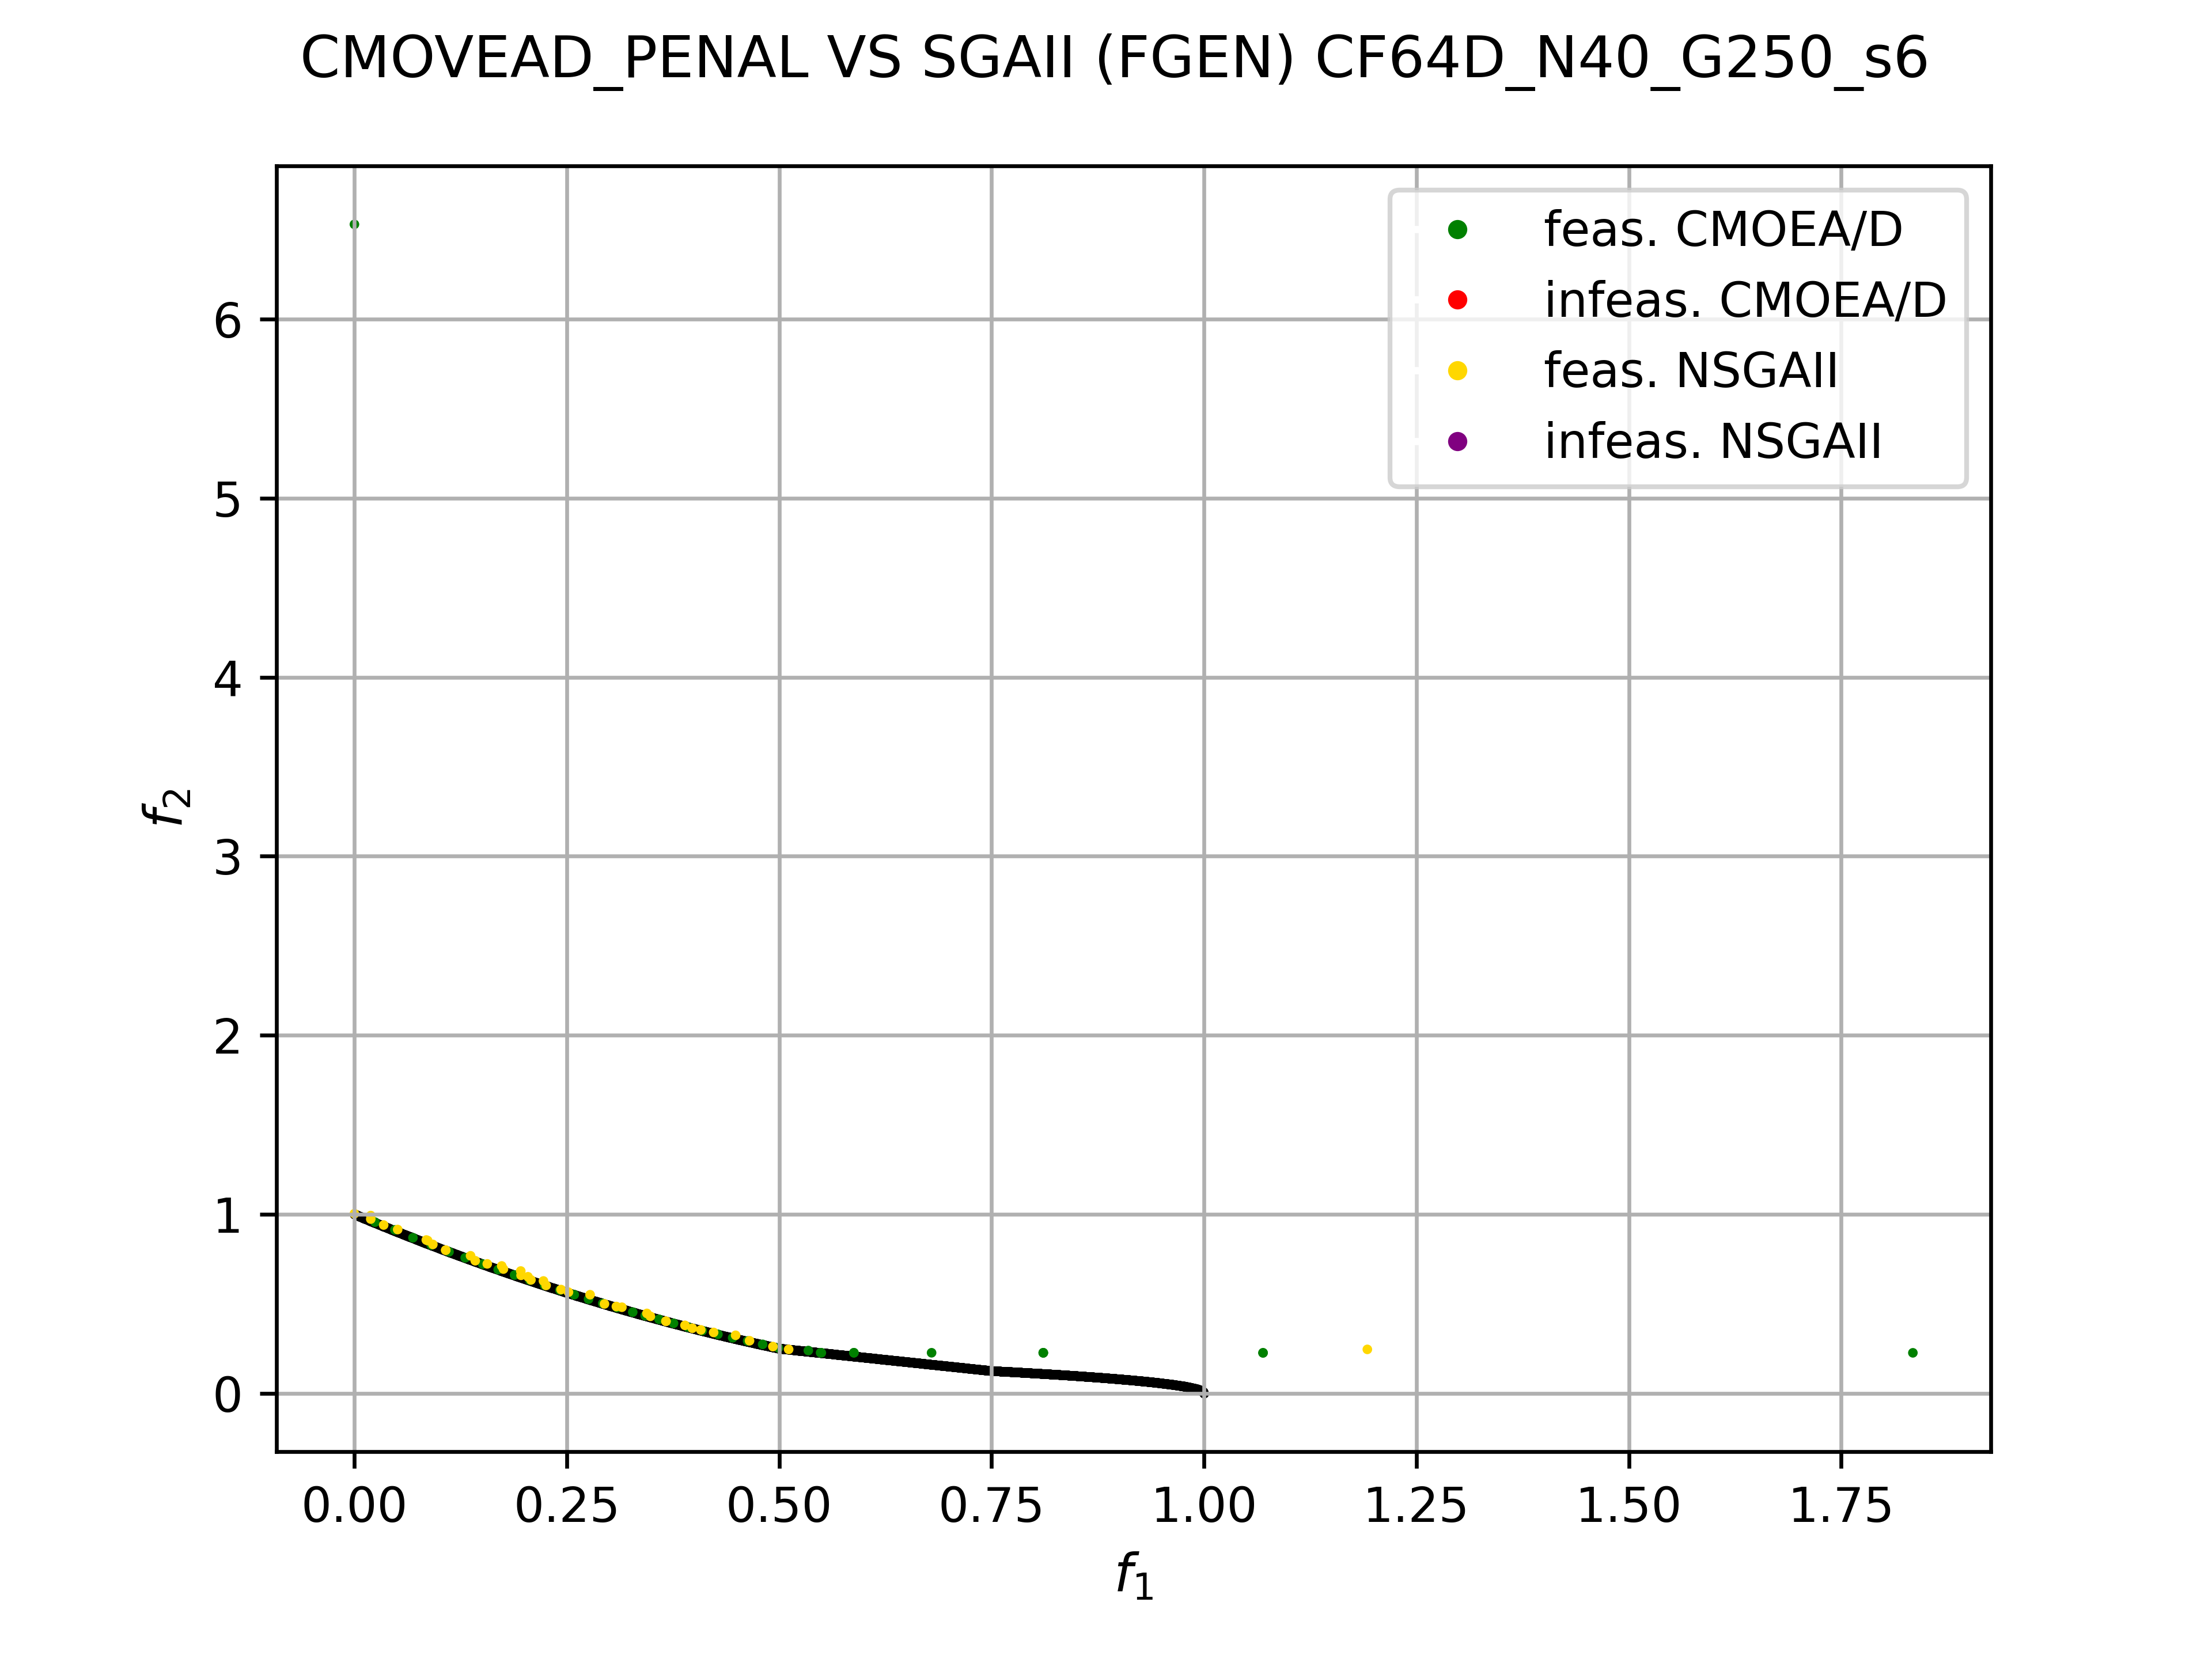 CMOVEAD_PENAL VS SGAII (FGEN) CF64D_N40_G250_s6
feas. CMOEA/D
infeas. CMOEA/D
feas. NSGAII
infeas. NSGAII
6
5
4
3
2
1
0
f2
0.00 0.25 0.50 0.75 1.00 1.25 1.50 1.75
f1